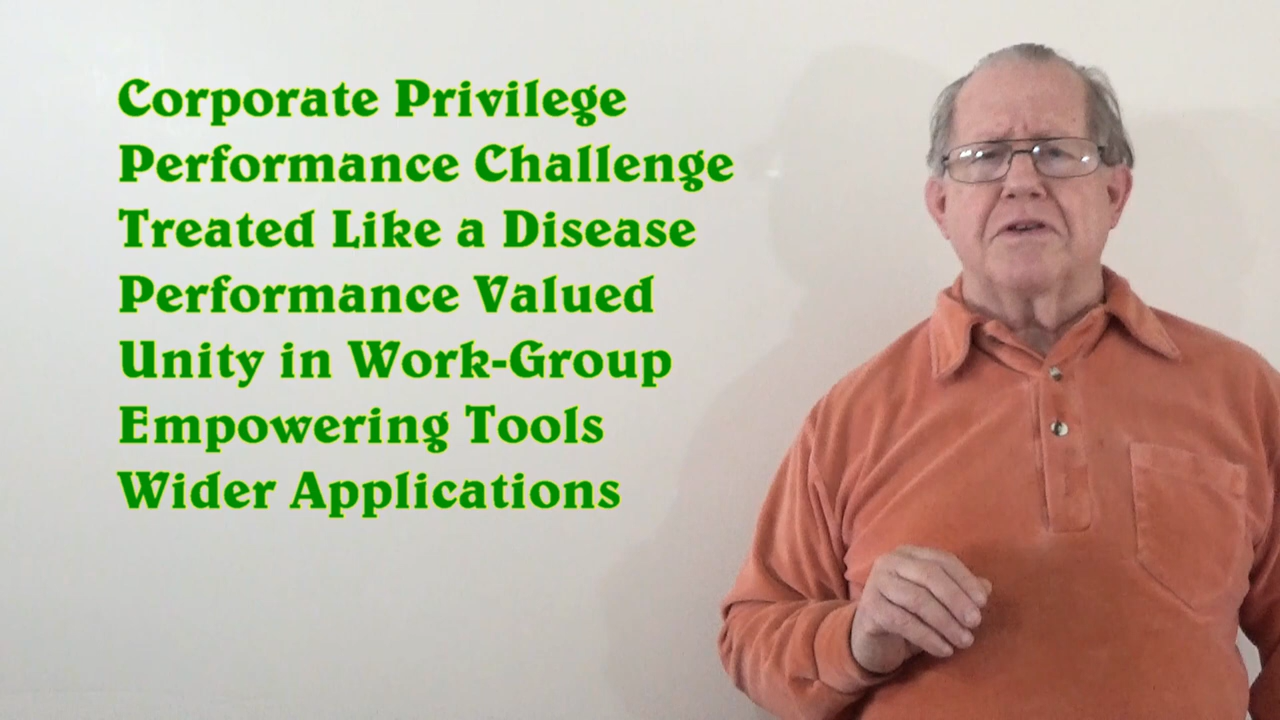 Corporate Privilege
Performance Challenge
Treated Like a Disease
Performance Valued
Unity in Work-Group
Empowering Tools
Wider Applications